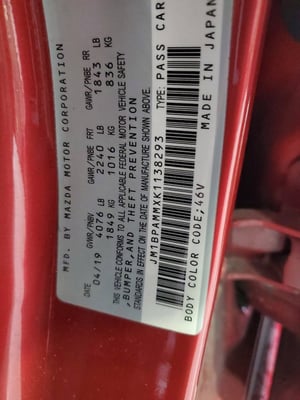 MFD. BY MAZDA MOTOR CORPORATION
04/19 GVWR/PNBV GAWR/PNBE FRT GAWR/PNBE RR
4076 LB 2240 LB 1843 LB
1849 KG 1016 KG 836 KG
THIS VEHICLE CONFORMS TO ALL APPLICABLE FEDERAL MOTOR VEHICLE SAFETY
,BUMPER,AND THEFT PREVENTION
STANDARDS IN EFFECT ON THE DATE OF MANUFACTURE SHOWN ABOVE.
JM1BPAMMXK1138293 TYPE: PASS CAR
BODY COLOR CODE;46V MADE IN JAPAN